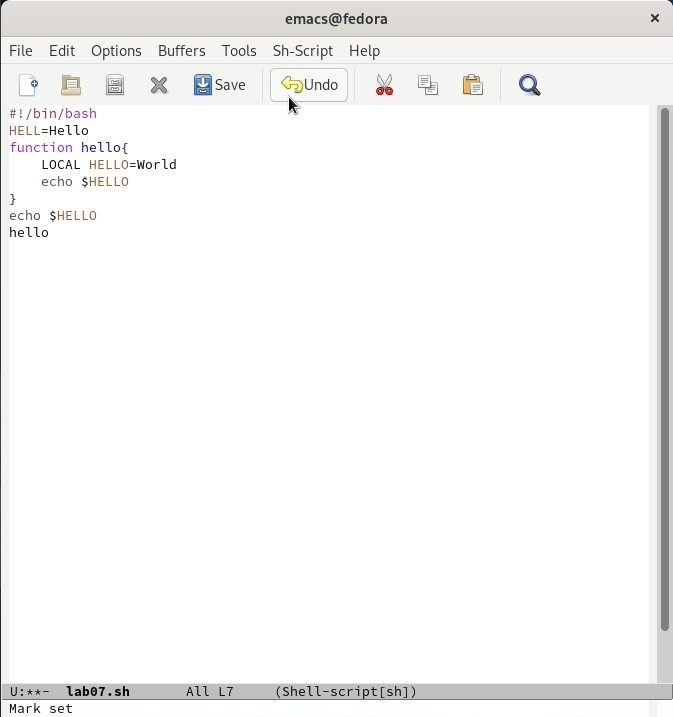 emacs@fedora
File Edit Options Buffers Tools Sh-Script Help
Save Undo
#!/bin/bash
HELL=Hello
function hello{
    LOCAL HELLO=World
    echo $HELLO
}
echo $HELLO
hello
U:**-  lab07.sh       All L7     (Shell-script[sh])
Mark set